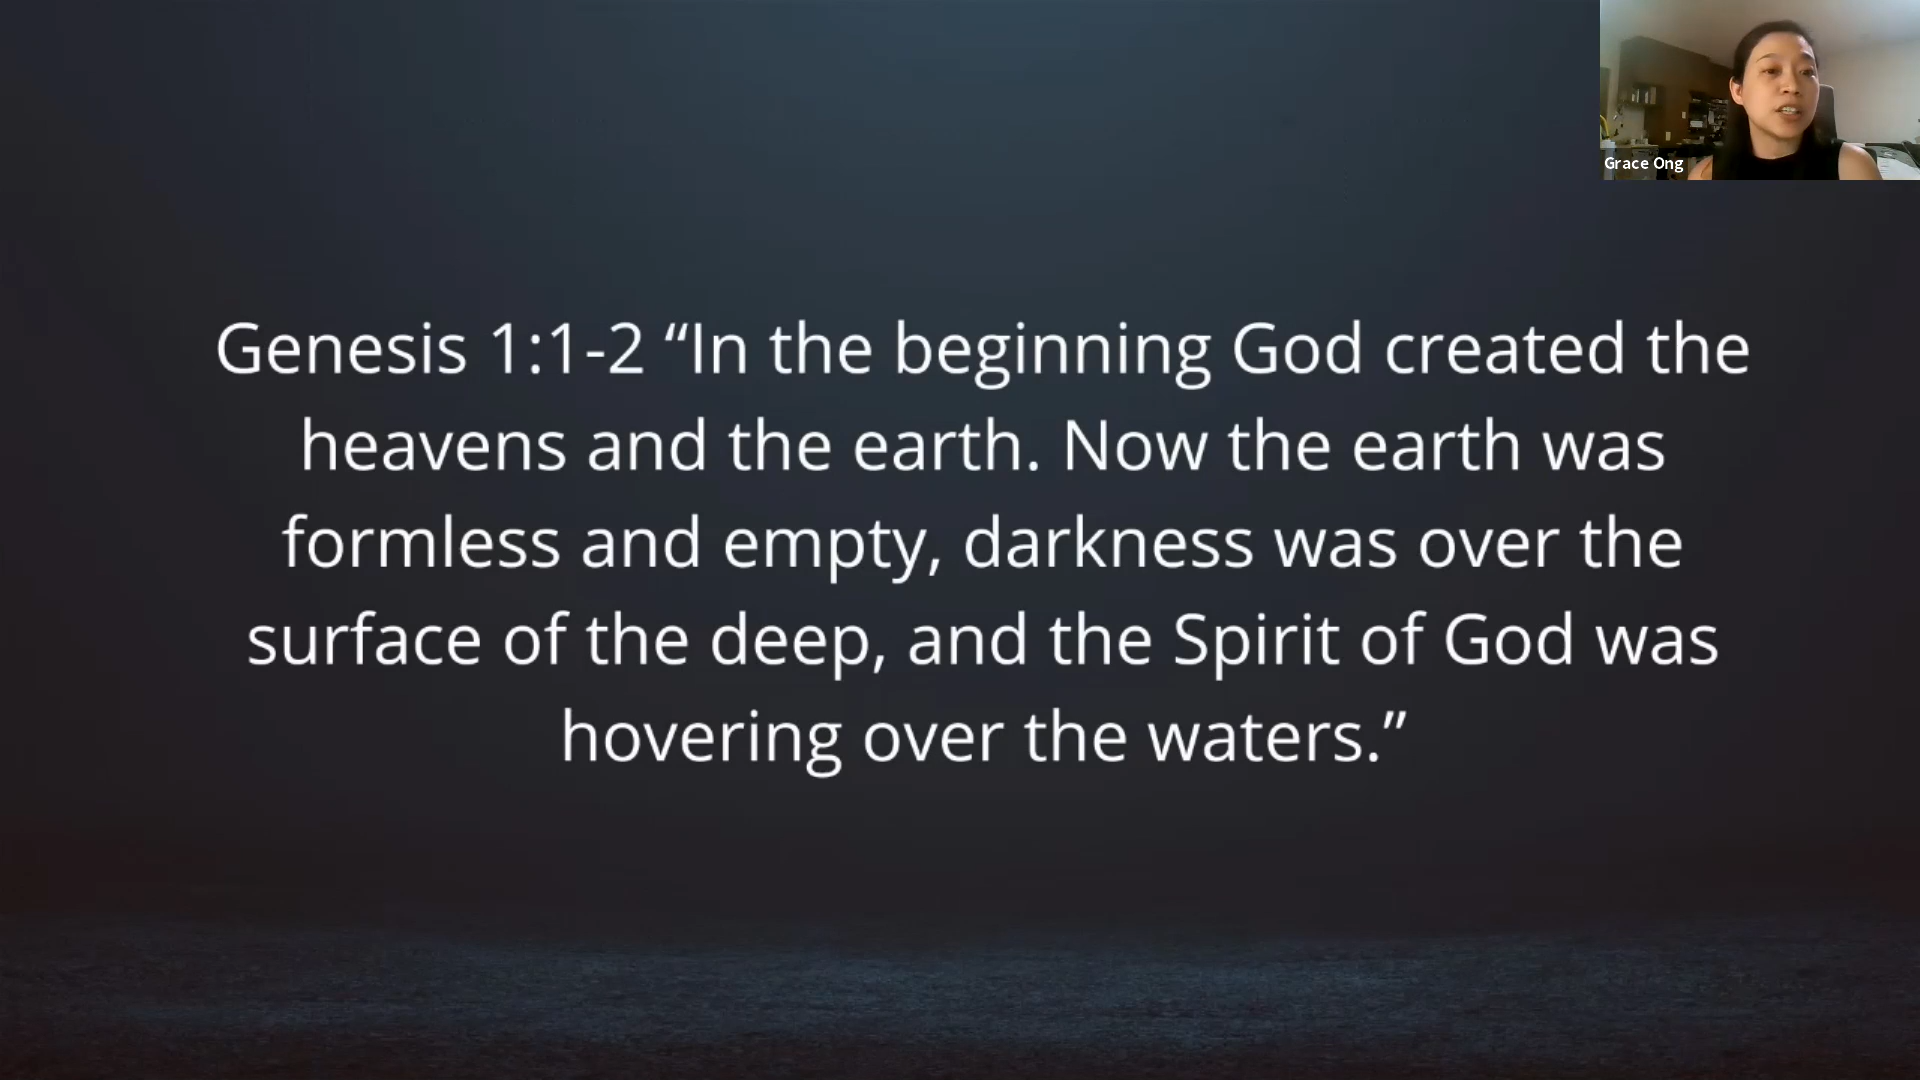 Grace Ong
Genesis 1:1-2 “In the beginning God created the
heavens and the earth. Now the earth was
formless and empty, darkness was over the
surface of the deep, and the Spirit of God was
hovering over the waters.”